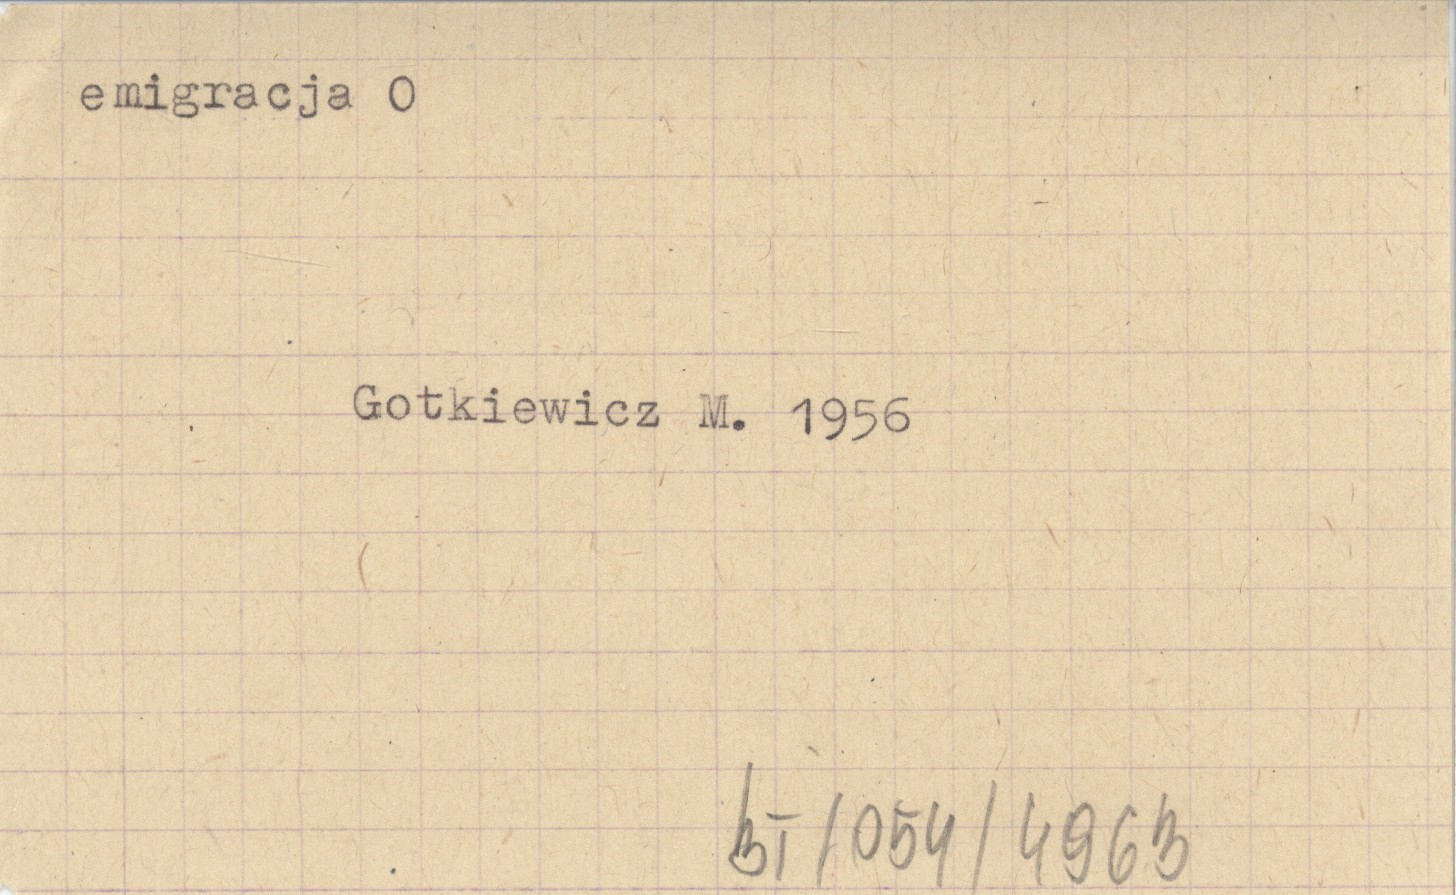 emigracja O
Gotkiewicz M. 1956
bI/054/4963